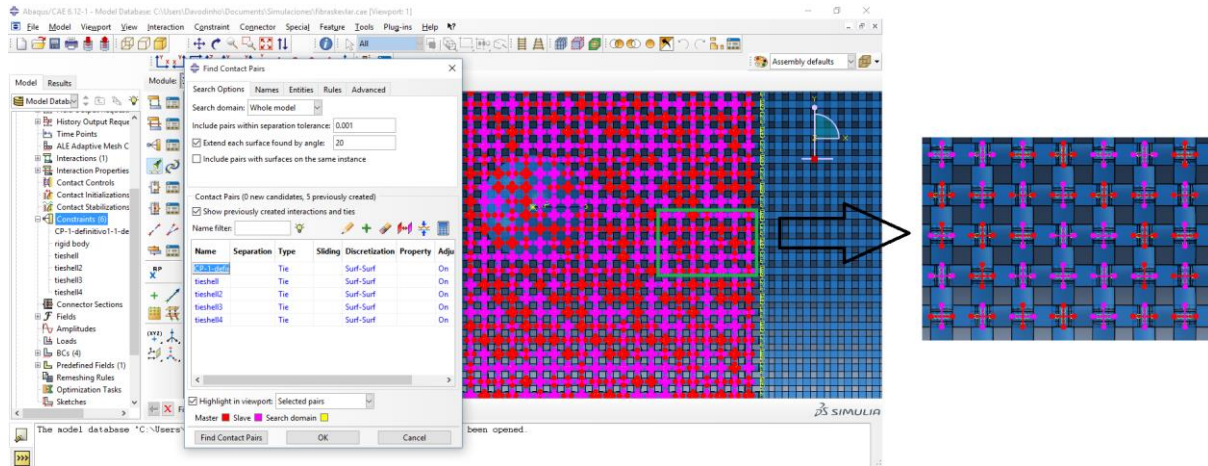 Abaqus/CAE 6.12-1 - Model Database: C:\Users\Davodinho\Documents\Simulaciones\fibraskevlar.cae [Viewport: 1]
File Model Viewport View Interaction Constraint Connector Special Feature Tools Plug-ins Help
All
Assembly defaults
Model Results
Module:
Model Datab
History Output Reque
Time Points
ALE Adaptive Mesh C
Interactions (1)
Interaction Properties
Contact Controls
Contact Initializations
Contact Stabilizations
Constraints (6)
CP-1-definitivo1-1-de
rigid body
tieshell
tieshell2
tieshell3
tieshell4
Connector Sections
Fields
Amplitudes
Loads
BCs (4)
Predefined Fields (1)
Remeshing Rules
Optimization Tasks
Sketches
RP
(XYZ)
Find Contact Pairs
Search Options Names Entities Rules Advanced
Search domain: Whole model
Include pairs within separation tolerance: 0.001
Extend each surface found by angle: 20
Include pairs with surfaces on the same instance
Contact Pairs (0 new candidates, 5 previously created)
Show previously created interactions and ties
Name filter:
Name Separation Type Sliding Discretization Property Adju
CP-1-defi Tie Surf-Surf On
tieshell Tie Surf-Surf On
tieshell2 Tie Surf-Surf On
tieshell3 Tie Surf-Surf On
tieshell4 Tie Surf-Surf On
Highlight in viewport: Selected pairs
Master Slave Search domain
Find Contact Pairs OK Cancel
Y
X
SIMULIA
The model database "C:\Users\
been opened.
>>>